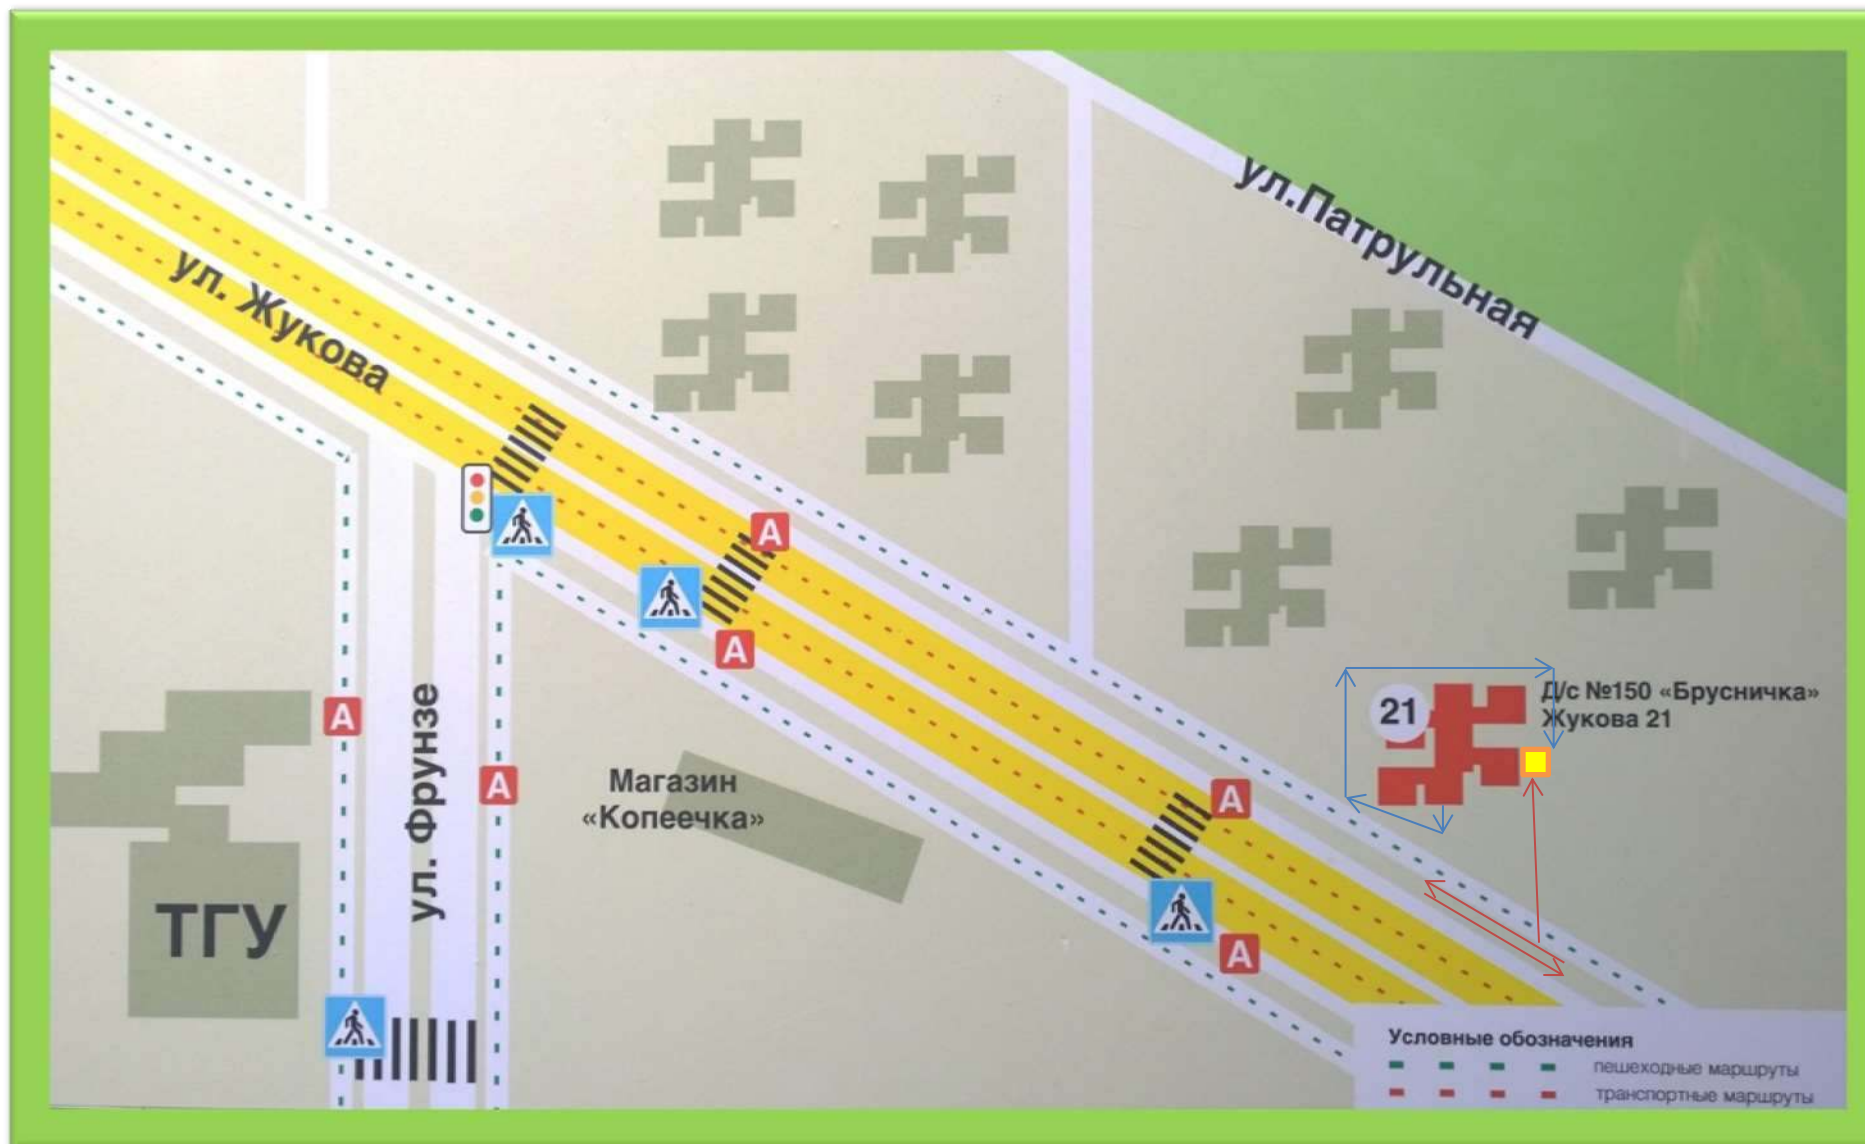 ул.Патрульная
ул. Жукова
А
А
21
Д/с №150 «Брусничка»
Жукова 21
А
А
Магазин
«Копеечка»
ул. Фрунзе
А
А
А
ТГУ
Условные обозначения
пешеходные маршруты
транспортные маршруты